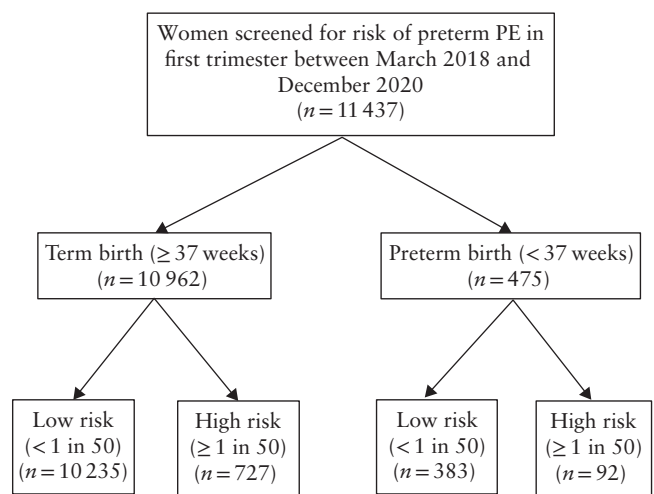 Women screened for risk of preterm PE in
first trimester between March 2018 and
December 2020
(n = 11 437)
Term birth (≥ 37 weeks)
(n = 10 962)
Preterm birth (< 37 weeks)
(n = 475)
Low risk
(< 1 in 50)
(n = 10 235)
High risk
(≥ 1 in 50)
(n = 727)
Low risk
(< 1 in 50)
(n = 383)
High risk
(≥ 1 in 50)
(n = 92)